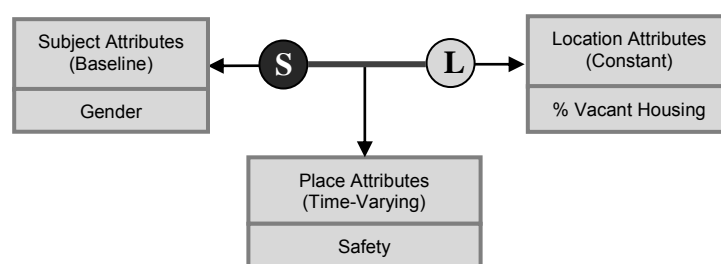 Subject Attributes
(Baseline)
Gender
S
L
Location Attributes
(Constant)
% Vacant Housing
Place Attributes
(Time-Varying)
Safety